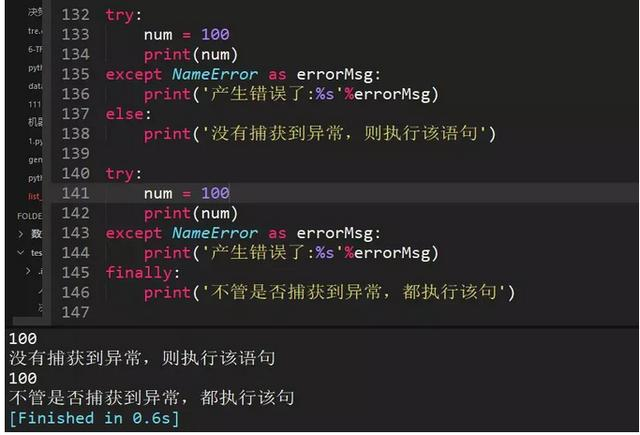 决策
tre.
6-TF
pyth
data
111
机器
1.py
gen
pyth
list_
FOLDE
数
tes
.i
132 try:
133     num = 100
134     print(num)
135 except NameError as errorMsg:
136     print('产生错误了:%s'%errorMsg)
137 else:
138     print('没有捕获到异常，则执行该语句')
139
140 try:
141     num = 100
142     print(num)
143 except NameError as errorMsg:
144     print('产生错误了:%s'%errorMsg)
145 finally:
146     print('不管是否捕获到异常，都执行该句')
147
100
没有捕获到异常，则执行该语句
100
不管是否捕获到异常，都执行该句
[Finished in 0.6s]